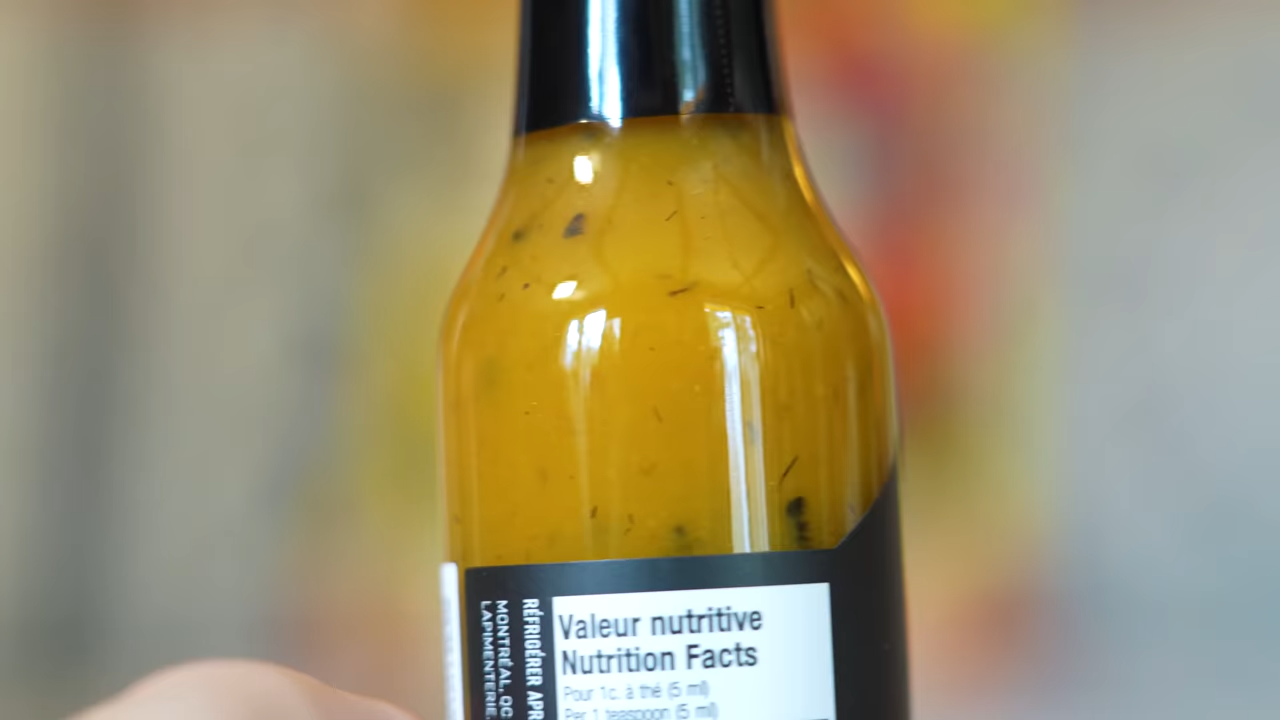 RÉFRIGÉRER APR
MONTRÉAL, QC
LAPIMENTERIE.
Valeur nutritive
Nutrition Facts
Pour 1c. à thé (5 ml)
Per 1 teaspoon (5 ml)